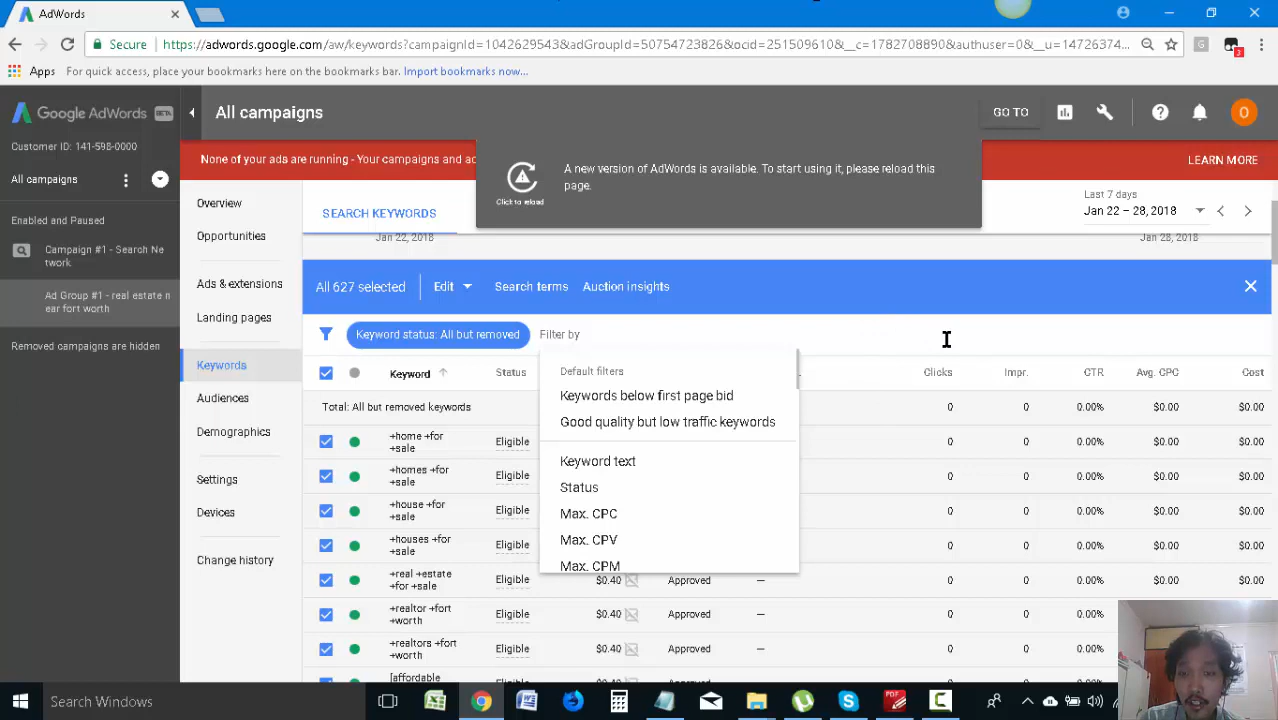 AdWords
Secure
https://adwords.google.com/aw/keywords?campaignId=1042629543&adGroupId=50754723826&ocid=251509610&__c=1782708890&authuser=0&__u=14726374...
Apps
For quick access, place your bookmarks here on the bookmarks bar. Import bookmarks now...
Google AdWords BETA
All campaigns
GO TO
O
Customer ID: 141-598-0000
None of your ads are running - Your campaigns and ad
LEARN MORE
A new version of AdWords is available. To start using it, please reload this
page.
Click to reload
All campaigns
Enabled and Paused
Campaign #1 - Search Ne
twork
Ad Group #1 - real estate n
ear fort worth
Removed campaigns are hidden
Overview
Opportunities
Ads & extensions
Landing pages
Keywords
Audiences
Demographics
Settings
Devices
Change history
SEARCH KEYWORDS
Last 7 days
Jan 22 – 28, 2018
Jan 22, 2018
Jan 28, 2018
All 627 selected
Edit
Search terms
Auction insights
Keyword status: All but removed
Filter by
Default filters
Keywords below first page bid
Good quality but low traffic keywords
Keyword text
Status
Max. CPC
Max. CPV
Max. CPM
Keyword
Status
Clicks
Impr.
CTR
Avg. CPC
Cost
Total: All but removed keywords
0 0 0.00% $0.00 $0.00
+home +for
+sale
Eligible
0 0 0.00% $0.00 $0.00
+homes +for
+sale
Eligible
0 0 0.00% $0.00 $0.00
+house +for
+sale
Eligible
0 0 0.00% $0.00 $0.00
+houses +for
+sale
Eligible
0 0 0.00% $0.00 $0.00
+real +estate
+for +sale
Eligible
$0.40 Approved — 0 0 0.00% $0.00 $0.00
+realtor +fort
+worth
Eligible
$0.40 Approved — 0 0 0.00% $0.00 $0.00
+realtors +fort
+worth
Eligible
$0.40 Approved — 0 0 0.00%
[affordable
Search Windows